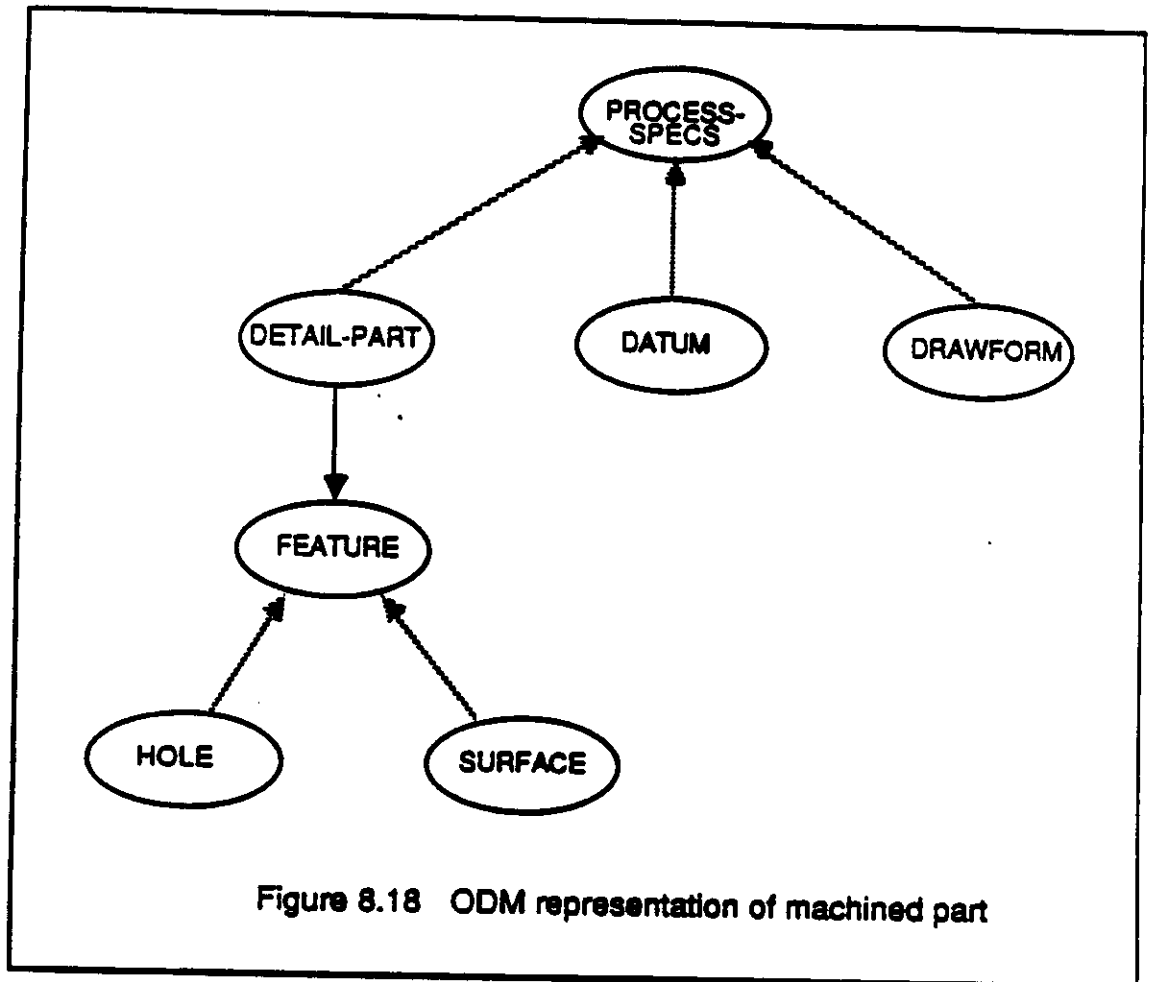 PROCESS-
SPECS
DETAIL-PART
DATUM
DRAWFORM
FEATURE
HOLE
SURFACE
Figure 8.18 ODM representation of machined part